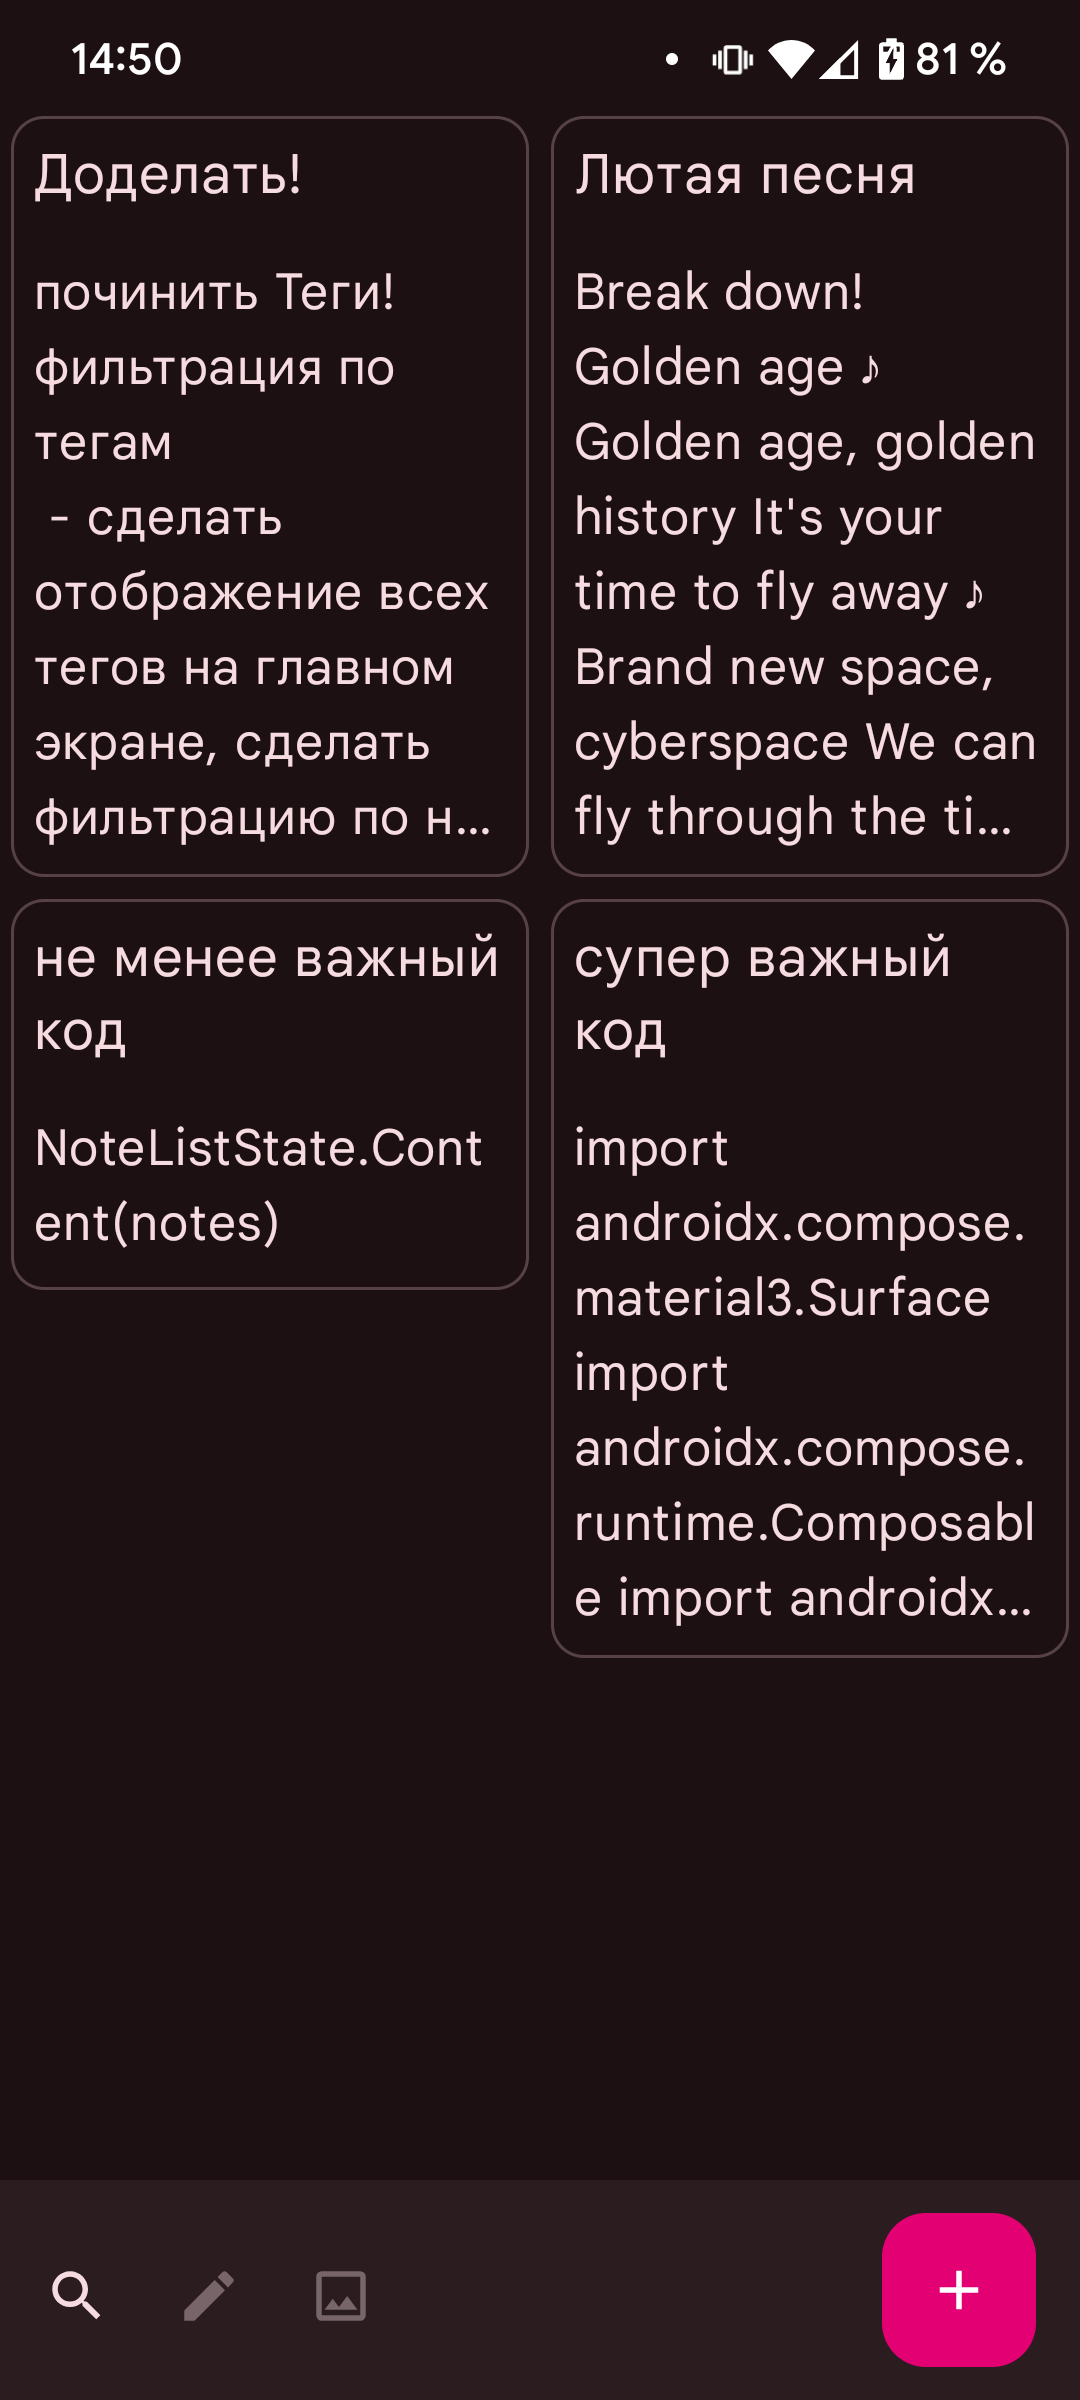 14:50
81 %
Доделать!
починить Теги!
фильтрация по
тегам
- сделать
отображение всех
тегов на главном
экране, сделать
фильтрацию по н...
Лютая песня
Break down!
Golden age ♪
Golden age, golden
history It's your
time to fly away ♪
Brand new space,
cyberspace We can
fly through the ti...
не менее важный
код
NoteListState.Cont
ent(notes)
супер важный
код
import
androidx.compose.
material3.Surface
import
androidx.compose.
runtime.Composabl
e import androidx...